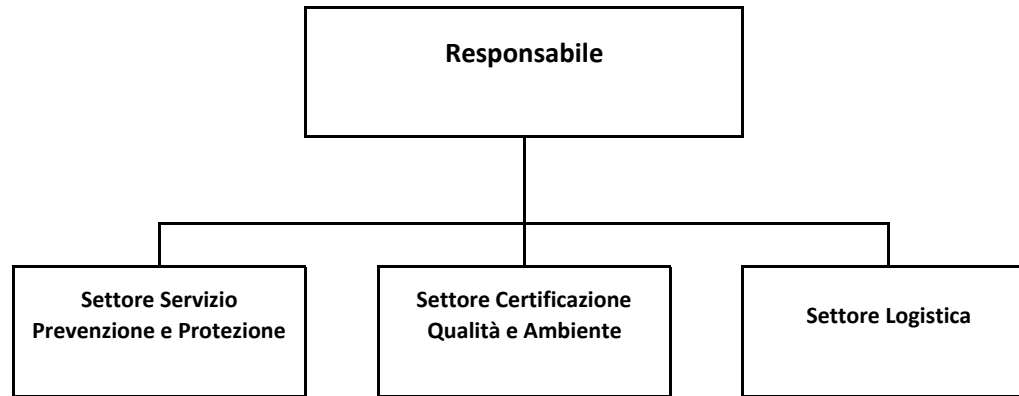 Responsabile
Settore Servizio
Prevenzione e Protezione
Settore Certificazione
Qualità e Ambiente
Settore Logistica